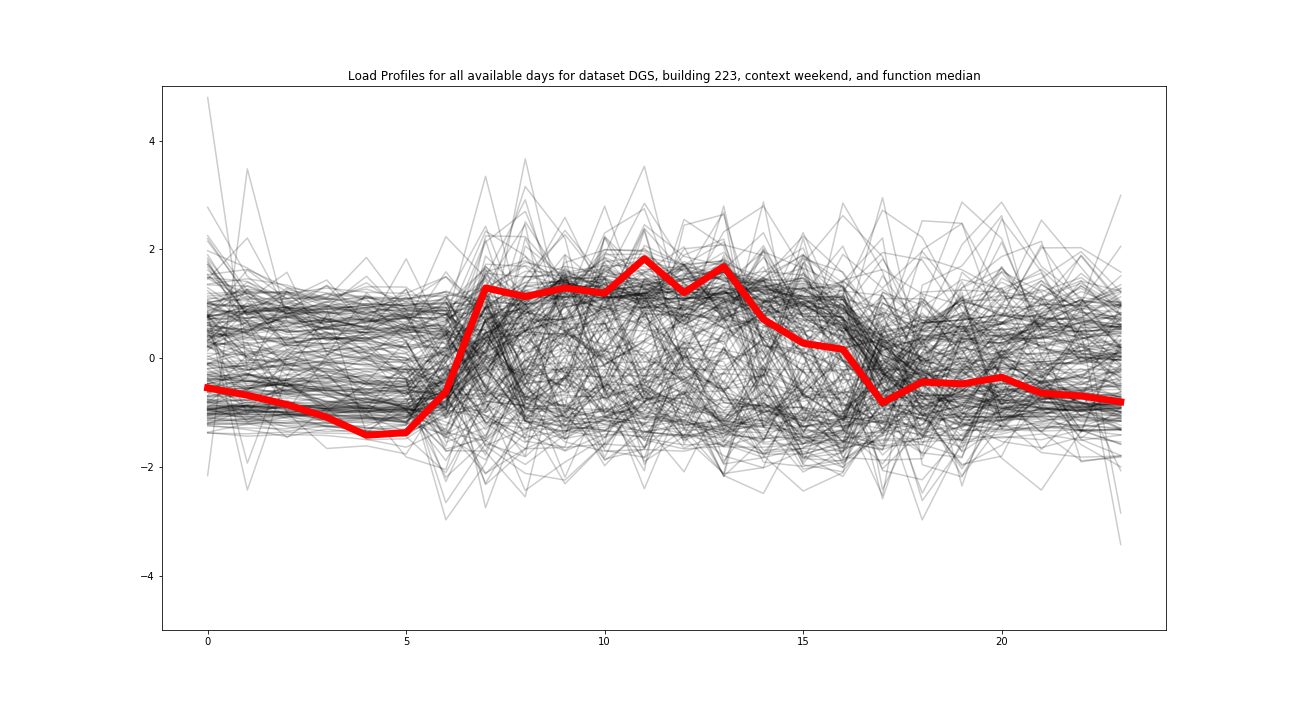 Load Profiles for all available days for dataset DGS, building 223, context weekend, and function median
4
2
0
−2
−4
0 5 10 15 20